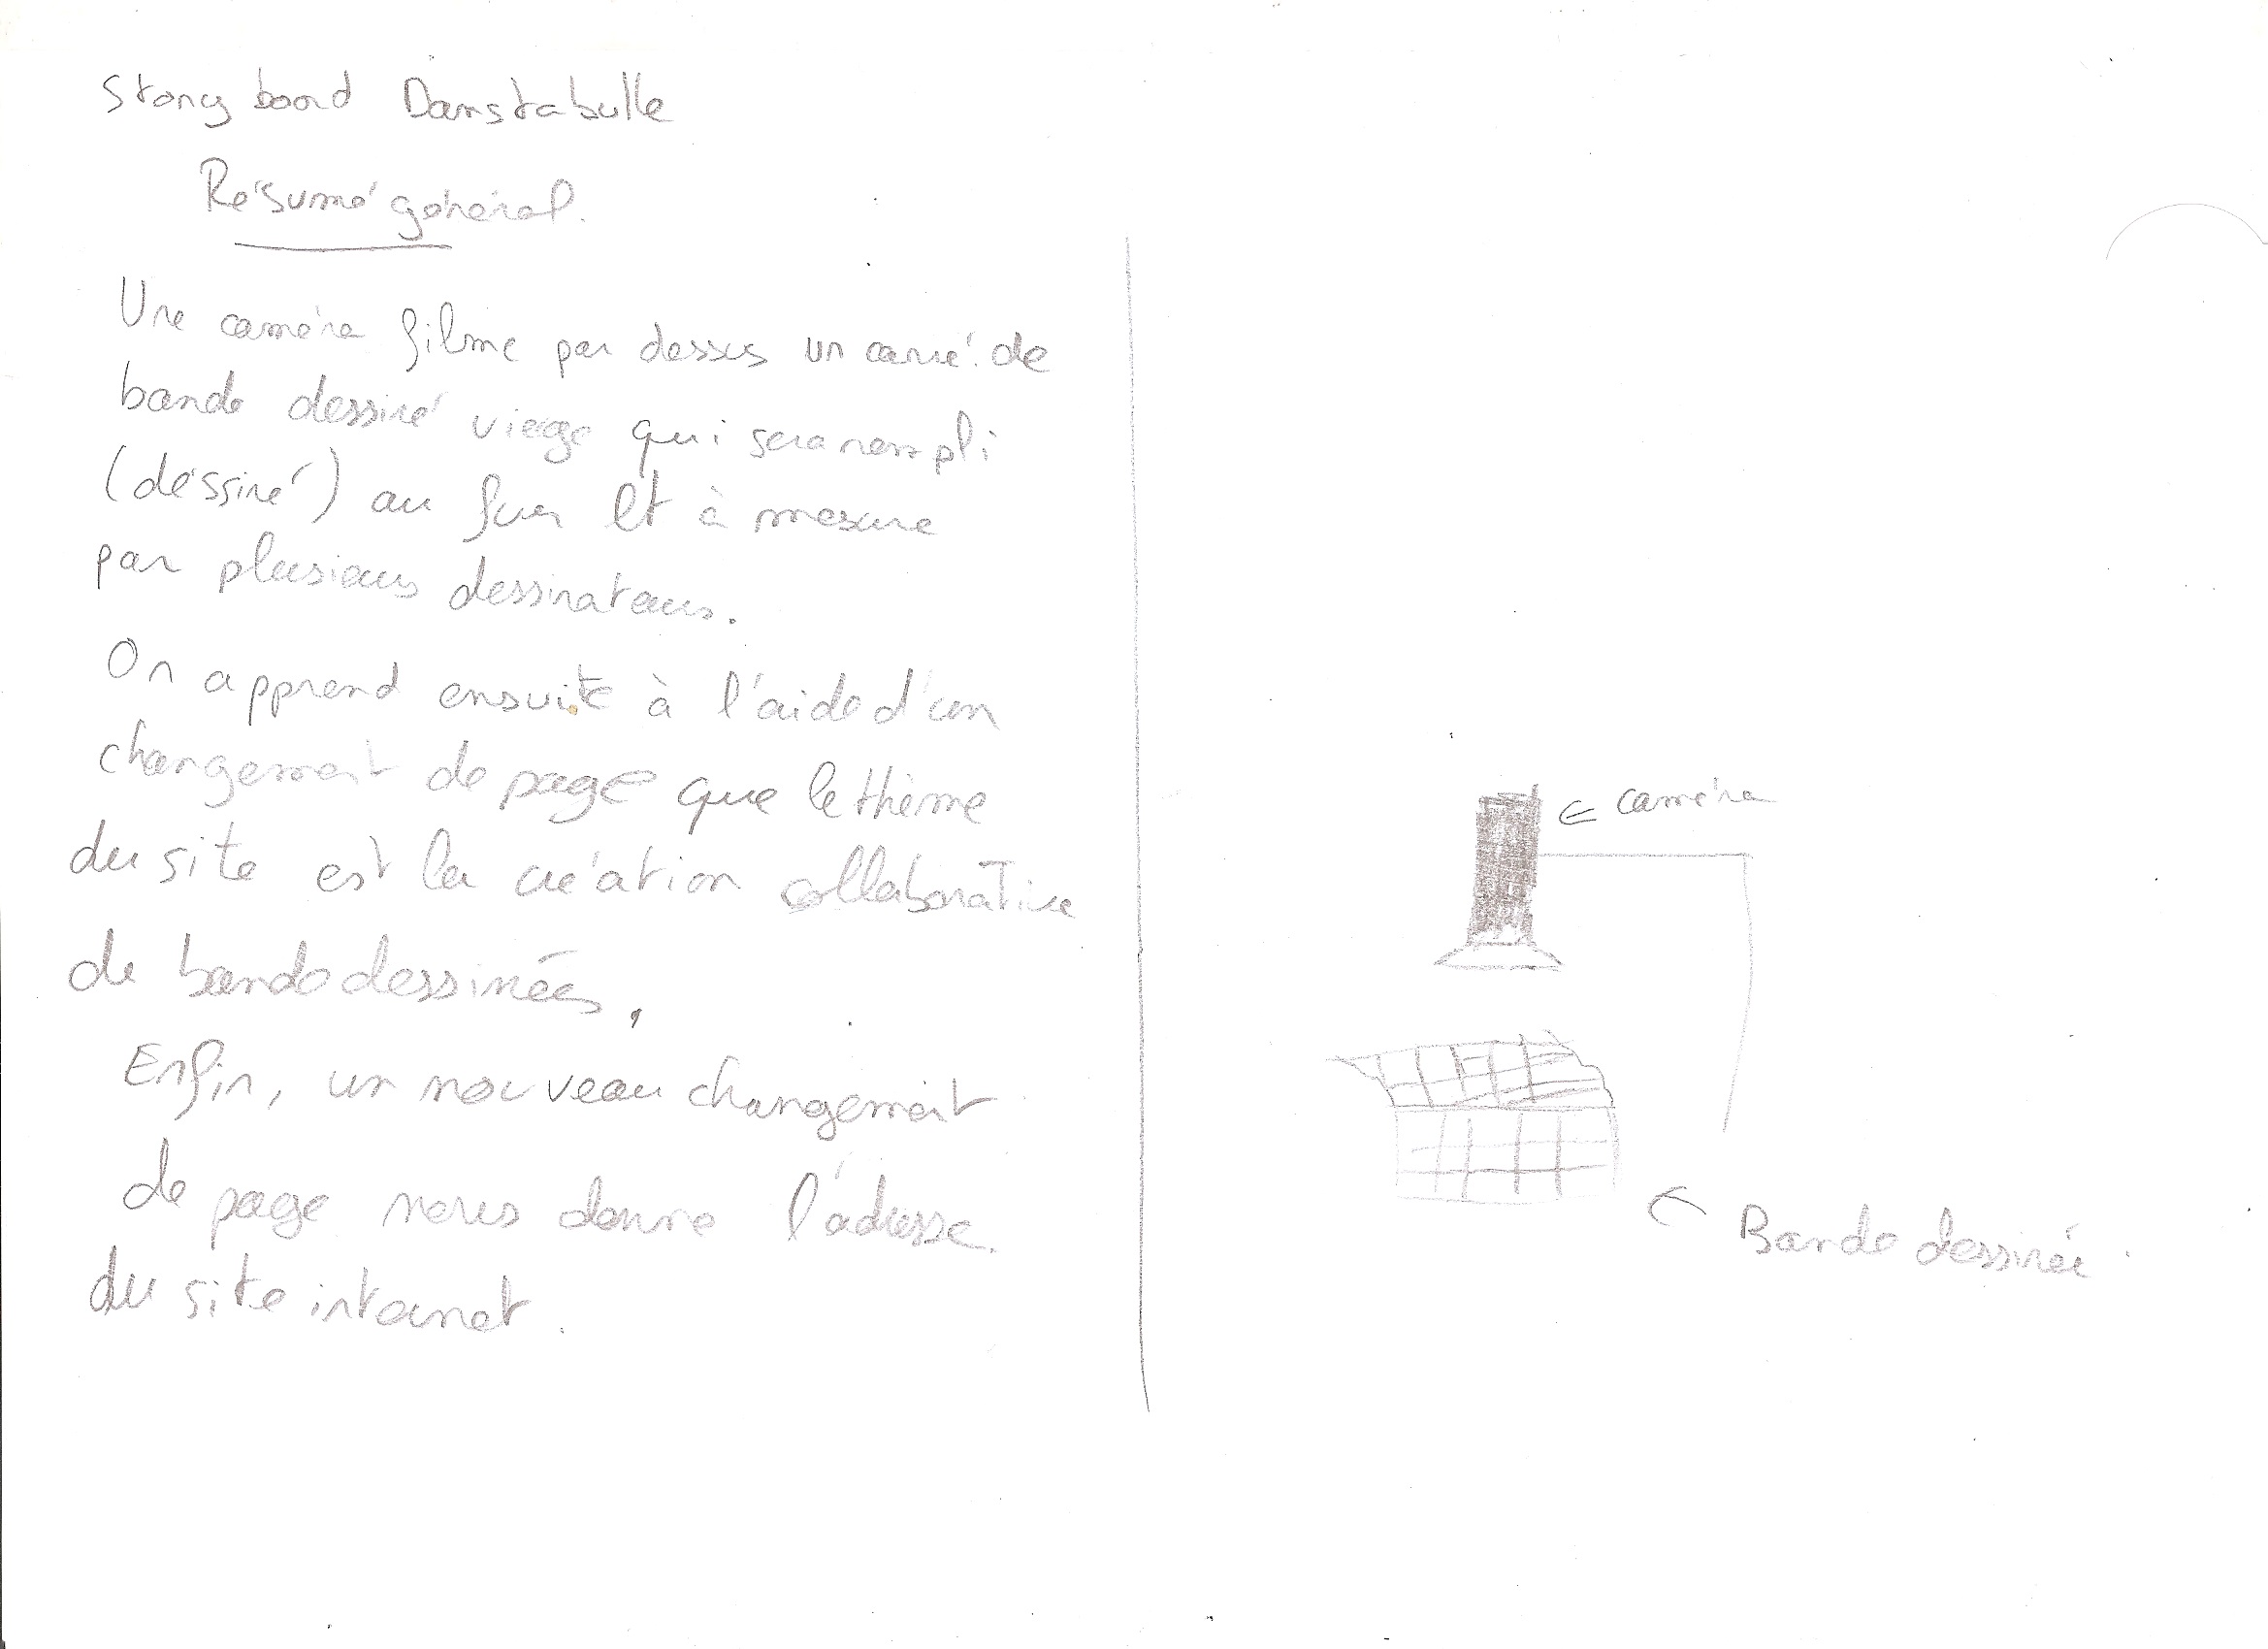 Story board Danstabulle
Résumé général.
Une caméra filme par dessus un carré de
bande dessiné vierge qui sera rempli
(déssiné) au fur et à mesure
par plusieurs dessinateurs.
On apprend ensuite à l'aide d'un
changement de page que le thème
du site est la création collaborative
de bande dessinées.
Enfin, un nouveau changement
de page nous donne l'adresse
du site internet.
caméra
Bande dessinée.